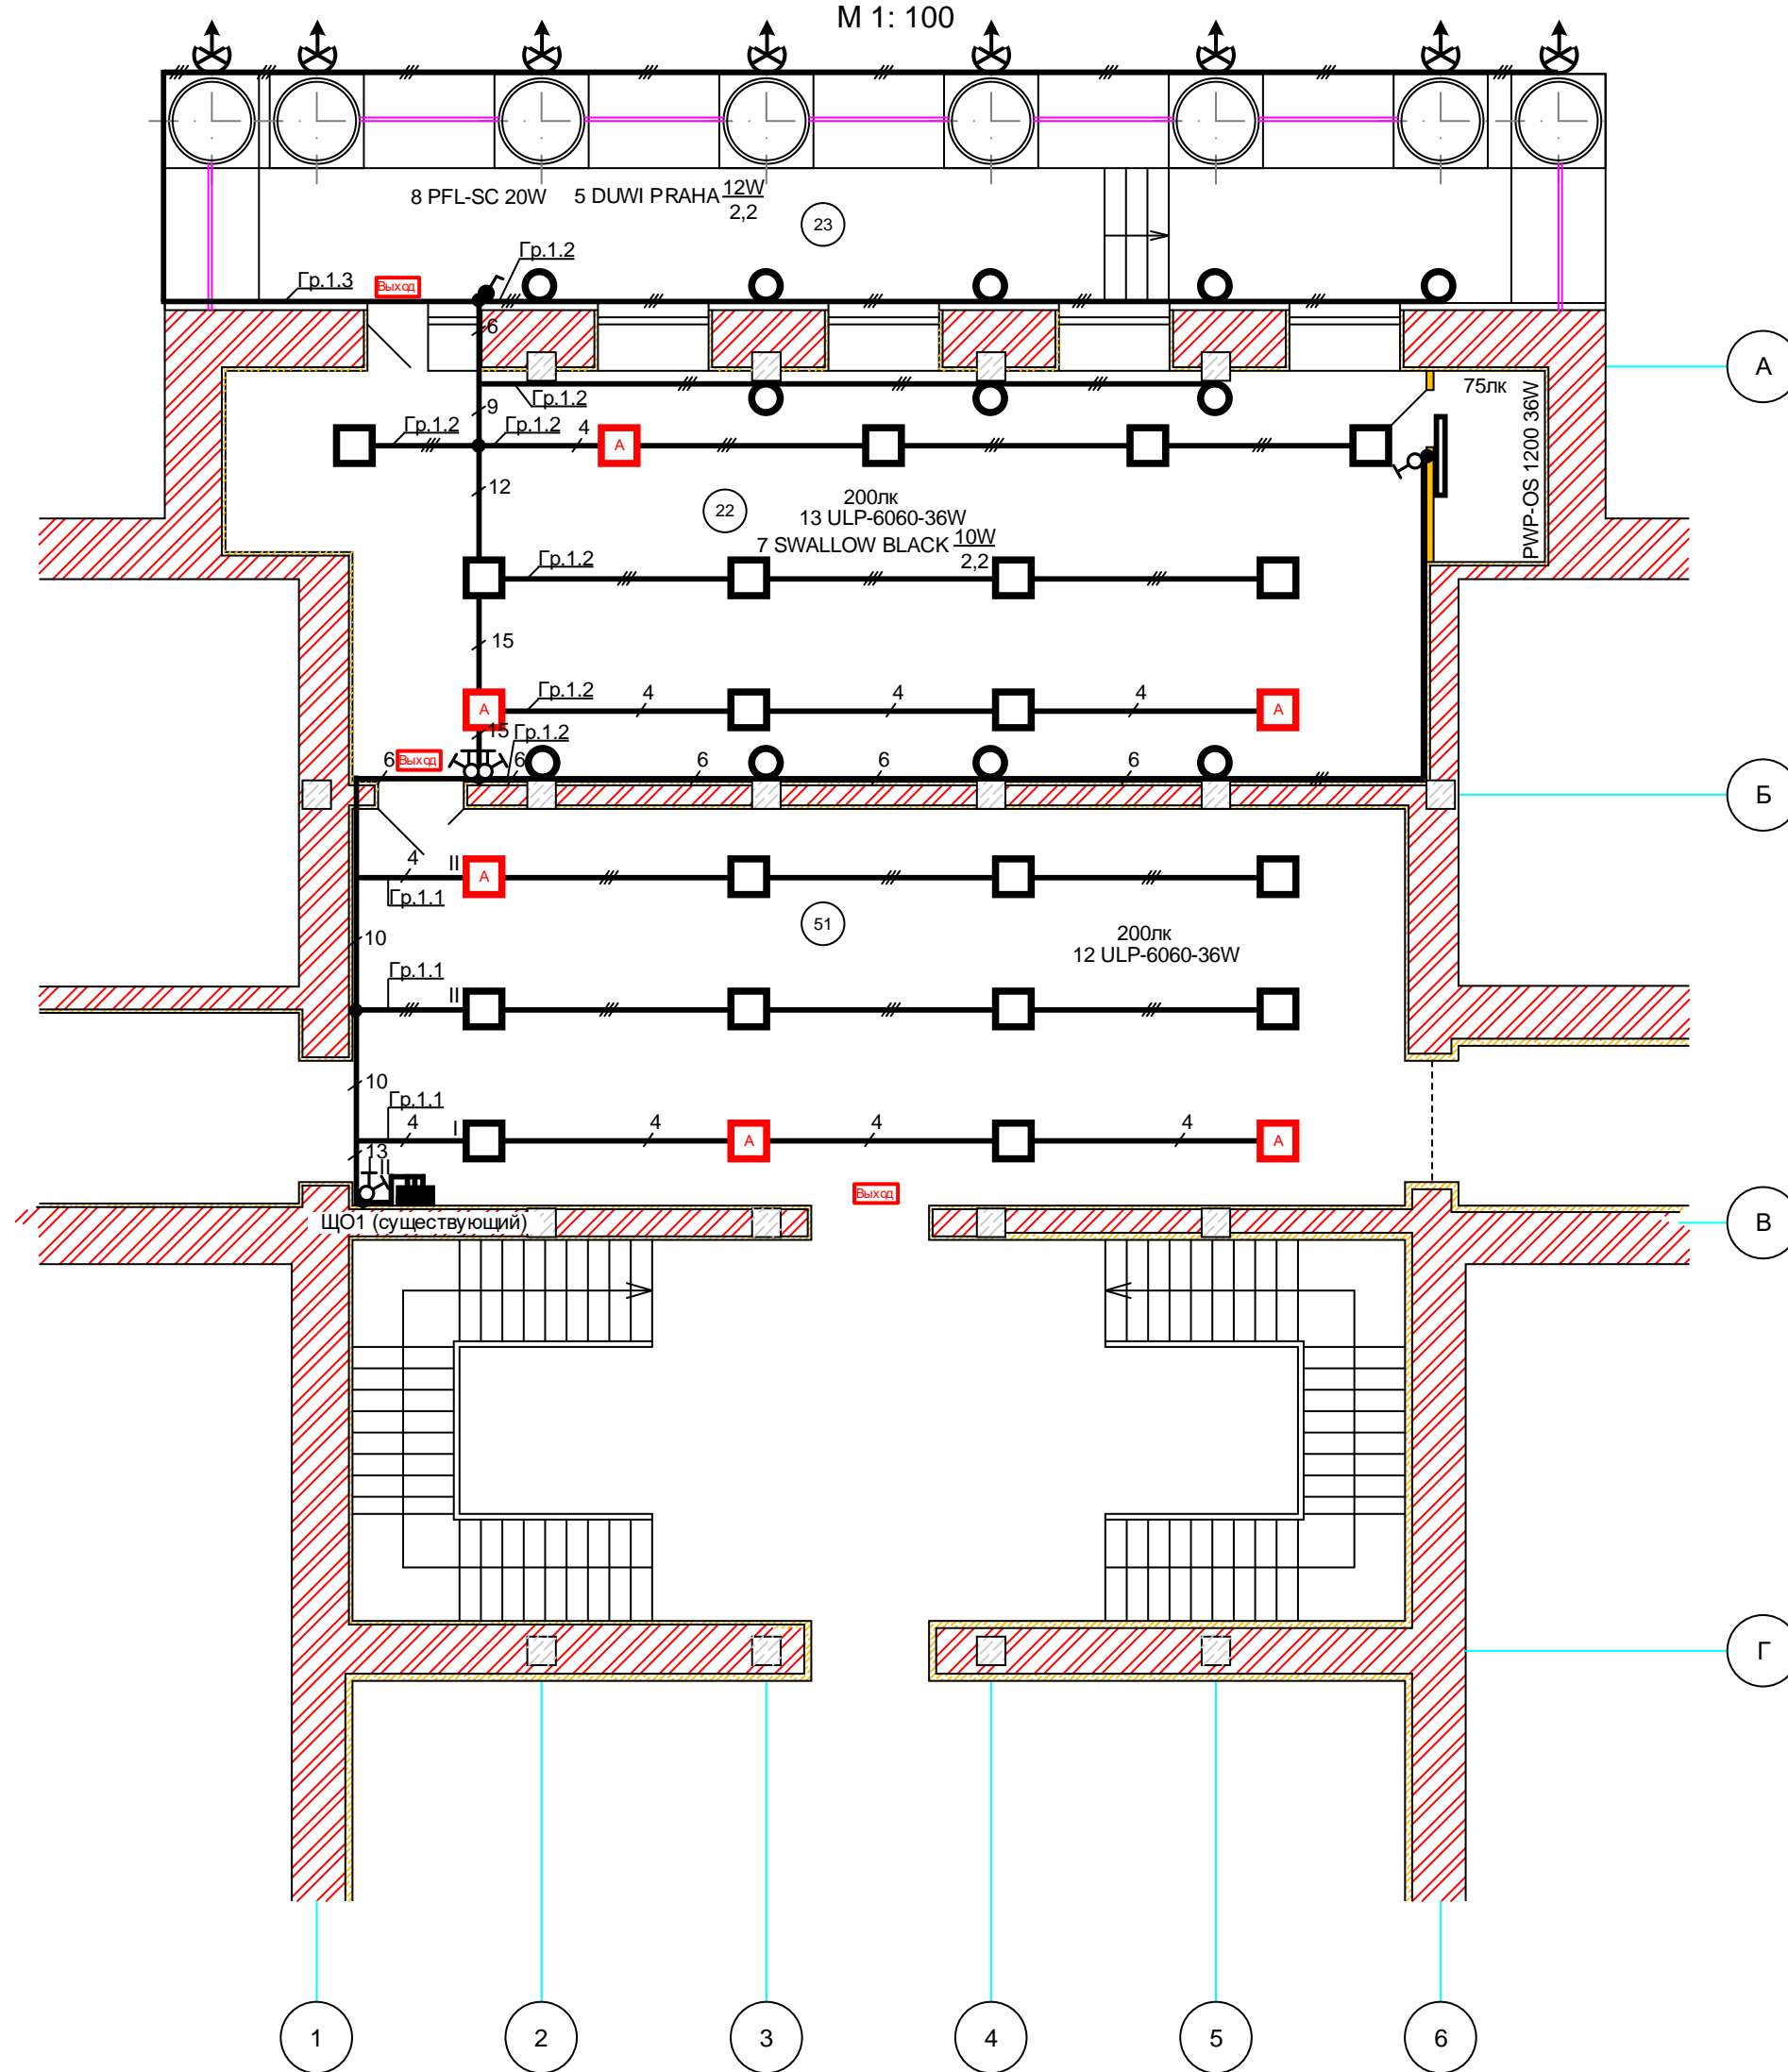 М 1: 100
8 PFL-SC 20W 5 DUWI PRAHA 12W
2,2
23
Гр.1.2
Гр.1.3
Выход
6
А
75лк
Гр.1.2
9
Гр.1.2
Гр.1.2
4
А
PWP-OS 1200 36W
12
22
200лк
13 ULP-6060-36W
7 SWALLOW BLACK 10W
2,2
Гр.1.2
15
Гр.1.2
4
4
4
А
А
15
Гр.1.2
6
Выход
6
6
6
6
Б
4
II
А
Гр.1.1
51
10
200лк
12 ULP-6060-36W
Гр.1.1
II
10
Гр.1.1
4
I
4
4
4
А
А
13
II
Выход
ЩО1 (существующий)
В
Г
1
2
3
4
5
6